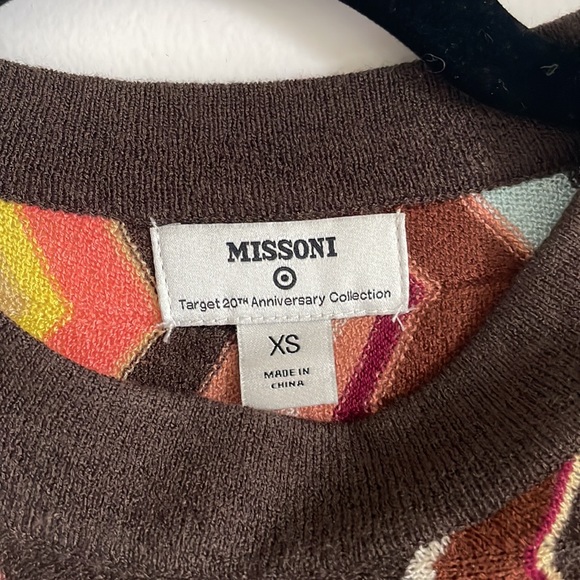 MISSONI
Target 20TH Anniversary Collection
XS
MADE IN
CHINA